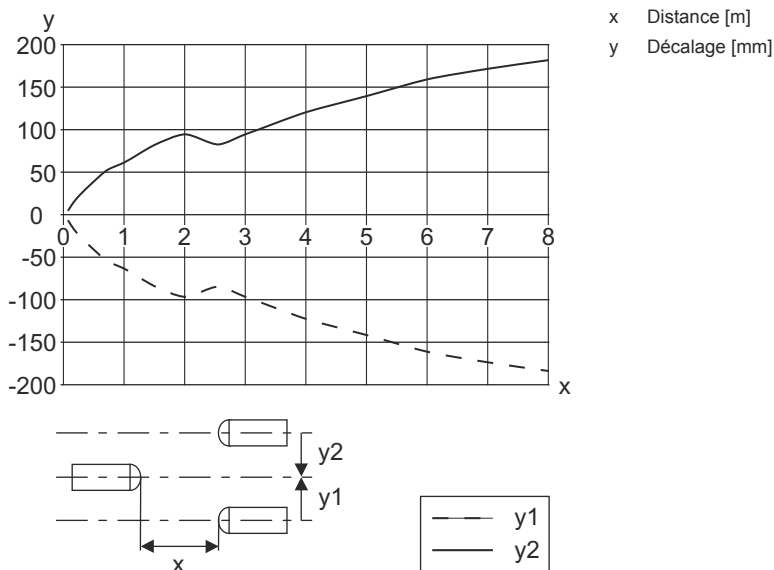 y
x Distance [m]
y Décalage [mm]
200
150
100
50
0
0 1 2 3 4 5 6 7 8
-50
-100
-150
-200
x
y2
y1
x
y1
y2